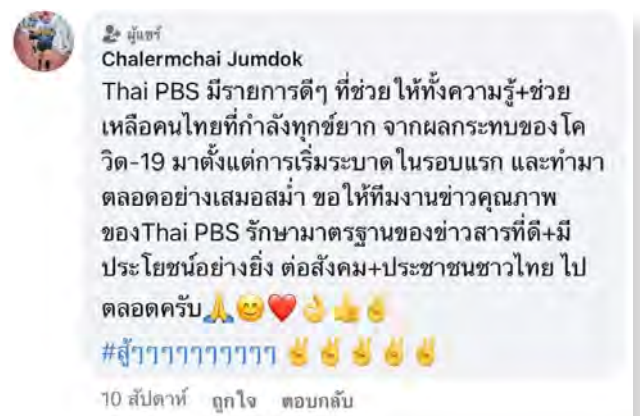 ผู้แชร์
Chalermchai Jumdok
Thai PBS มีรายการดีๆ ที่ช่วยให้ทั้งความรู้+ช่วย
เหลือคนไทยที่กำลังทุกข์ยาก จากผลกระทบของโค
วิด-19 มาตั้งแต่การเริ่มระบาดในรอบแรก และทำมา
ตลอดอย่างเสมอสม่ำ ขอให้ทีมงานข่าวคุณภาพ
ของThai PBS รักษามาตรฐานของข่าวสารที่ดี+มี
ประโยชน์อย่างยิ่ง ต่อสังคม+ประชาชนชาวไทย ไป
ตลอดครับ🙏😊❤️👌👍✌️
#สู้าาาาาาาาาาา ✌️✌️✌️✌️✌️
10 สัปดาห์ ถูกใจ ตอบกลับ